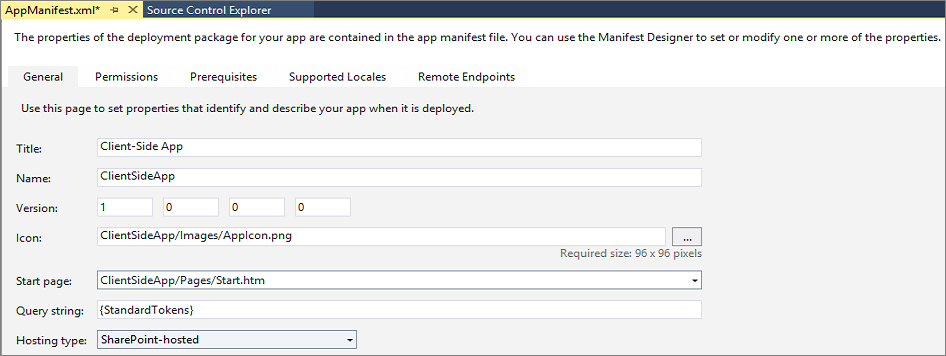 AppManifest.xml* Source Control Explorer
The properties of the deployment package for your app are contained in the app manifest file. You can use the Manifest Designer to set or modify one or more of the properties.
General Permissions Prerequisites Supported Locales Remote Endpoints
Use this page to set properties that identify and describe your app when it is deployed.
Title: Client-Side App
Name: ClientSideApp
Version: 1 0 0 0
Icon: ClientSideApp/Images/AppIcon.png ...
Required size: 96 x 96 pixels
Start page: ClientSideApp/Pages/Start.htm
Query string: {StandardTokens}
Hosting type: SharePoint-hosted